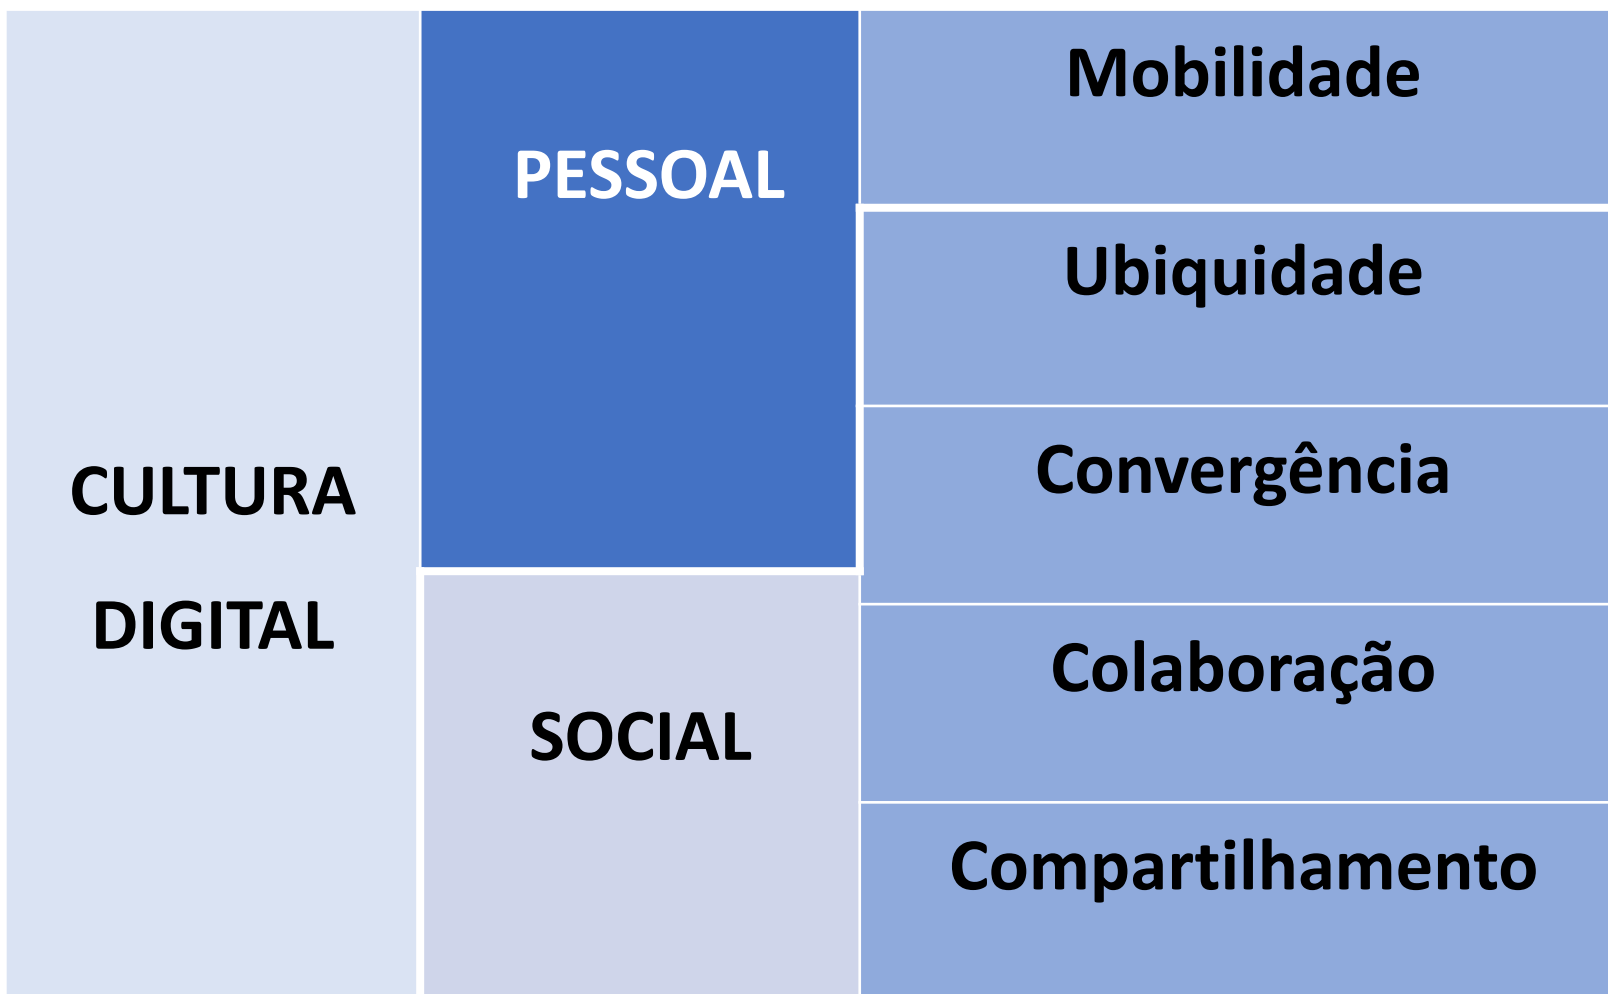 CULTURA
DIGITAL
PESSOAL
SOCIAL
Mobilidade
Ubiquidade
Convergência
Colaboração
Compartilhamento